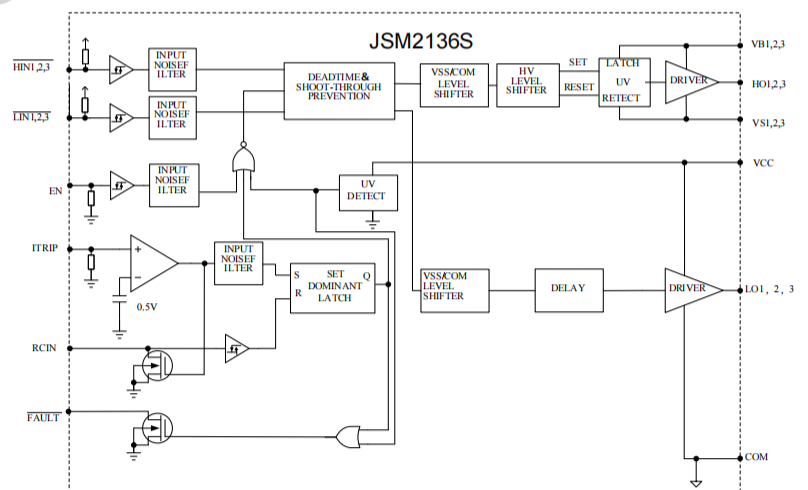 JSM2136S
HIN1,2,3
LIN1,2,3
EN
ITRIP
RCIN
FAULT
INPUT
NOISEF
ILTER
INPUT
NOISEF
ILTER
INPUT
NOISEF
ILTER
DEADTIME&
SHOOT-THROUGH
PREVENTION
VSS/COM
LEVEL
SHIFTER
HV
LEVEL
SHIFTER
SET
RESET
LATCH
UV
RETECT
DRIVER
VB1,2,3
HO1,2,3
VS1,2,3
VCC
UV
DETECT
+
−
0.5V
INPUT
NOISEF
ILTER
S
R
SET
DOMINANT
LATCH
Q
VSS/COM
LEVEL
SHIFTER
DELAY
DRIVER
LO1, 2, 3
COM